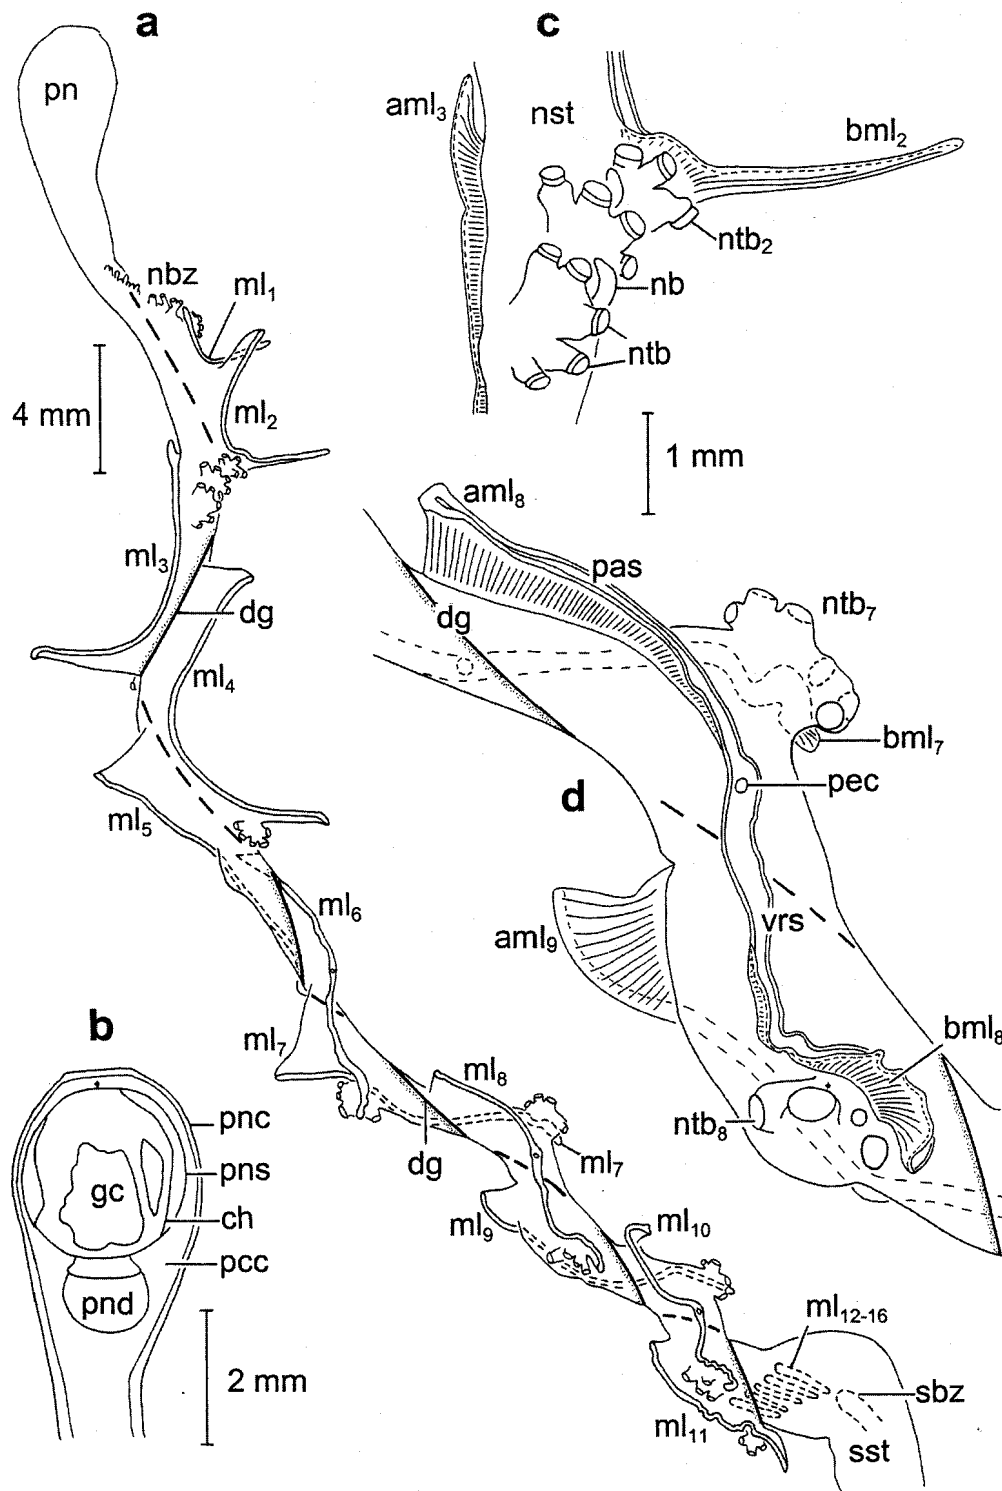 a
pn
nbz
ml₁
4 mm
ml₂
ml₃
dg
ml₄
ml₅
ml₆
ml₇
ml₈
dg
ml₇
ml₉
ml₁₀
ml₁₂₋₁₆
sbz
sst
ml₁₁
b
pnc
pns
gc
ch
pcc
pnd
2 mm
c
aml₃
nst
bml₂
ntb₂
nb
ntb
1 mm
d
aml₈
pas
dg
ntb₇
bml₇
pec
vrs
aml₉
bml₈
ntb₈